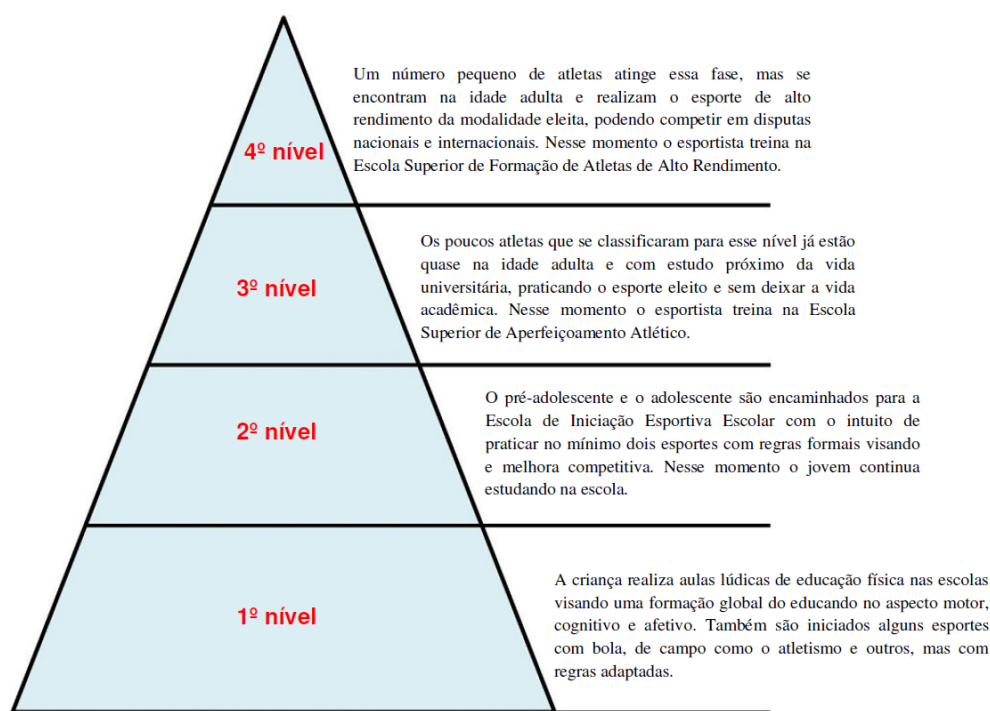 Um número pequeno de atletas atinge essa fase, mas se
encontram na idade adulta e realizam o esporte de alto
rendimento da modalidade eleita, podendo competir em disputas
nacionais e internacionais. Nesse momento o esportista treina na
Escola Superior de Formação de Atletas de Alto Rendimento.
4º nível
Os poucos atletas que se classificaram para esse nível já estão
quase na idade adulta e com estudo próximo da vida
universitária, praticando o esporte eleito e sem deixar a vida
acadêmica. Nesse momento o esportista treina na Escola
Superior de Aperfeiçoamento Atlético.
3º nível
O pré-adolescente e o adolescente são encaminhados para a
Escola de Iniciação Esportiva Escolar com o intuito de
praticar no mínimo dois esportes com regras formais visando
e melhora competitiva. Nesse momento o jovem continua
estudando na escola.
2º nível
A criança realiza aulas lúdicas de educação física nas escolas
visando uma formação global do educando no aspecto motor,
cognitivo e afetivo. Também são iniciados alguns esportes
com bola, de campo como o atletismo e outros, mas com
regras adaptadas.
1º nível